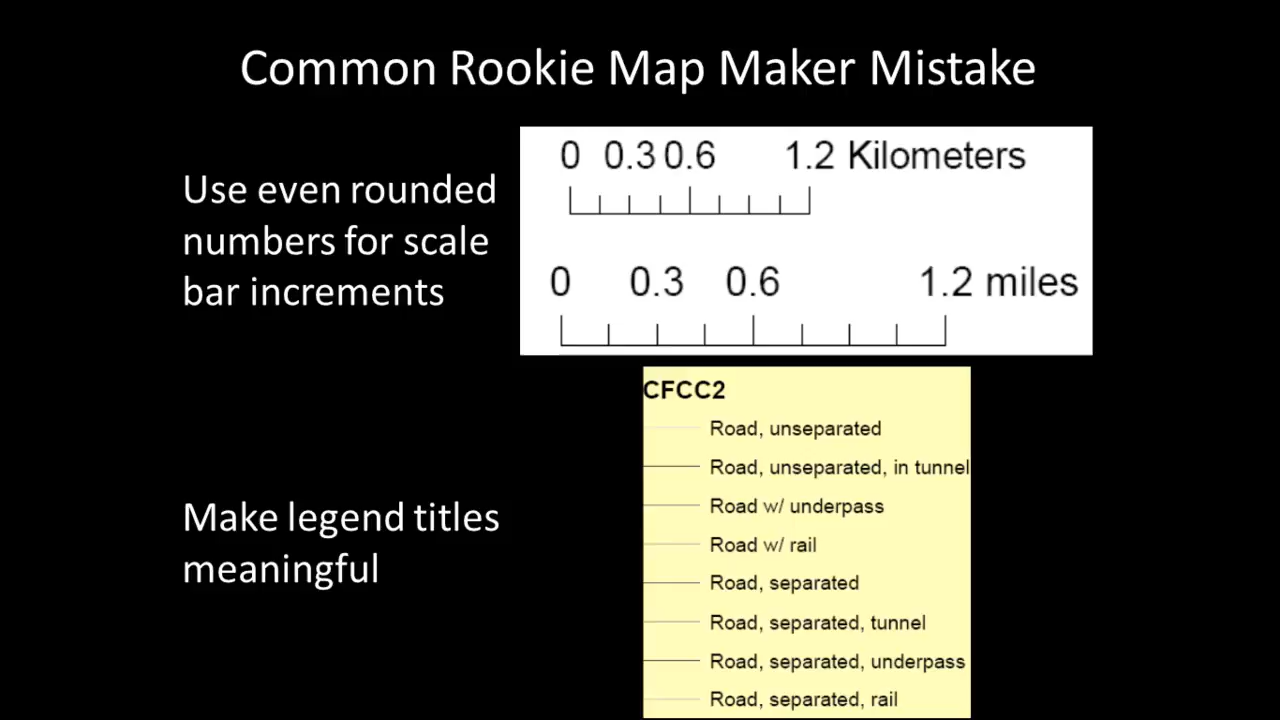 Common Rookie Map Maker Mistake
Use even rounded
numbers for scale
bar increments
0 0.3 0.6 1.2 Kilometers
0 0.3 0.6 1.2 miles
Make legend titles
meaningful
CFCC2
Road, unseparated
Road, unseparated, in tunnel
Road w/ underpass
Road w/ rail
Road, separated
Road, separated, tunnel
Road, separated, underpass
Road, separated, rail